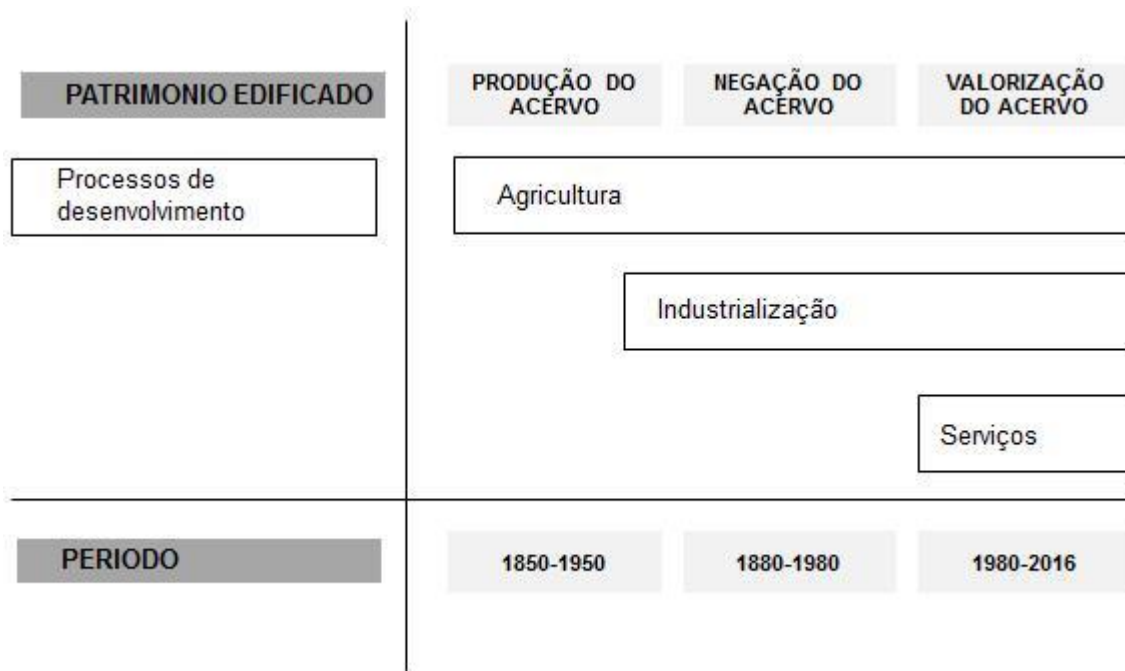 PATRIMONIO EDIFICADO
PRODUÇÃO DO
ACERVO
NEGAÇÃO DO
ACERVO
VALORIZAÇÃO
DO ACERVO
Processos de
desenvolvimento
Agricultura
Industrialização
Serviços
PERIODO
1850-1950
1880-1980
1980-2016